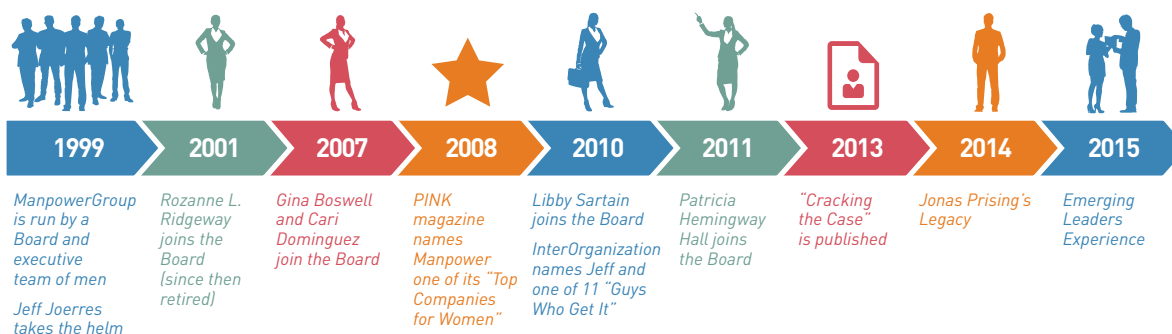 1999
2001
2007
2008
2010
2011
2013
2014
2015
ManpowerGroup
is run by a
Board and
executive
team of men
Jeff Joerres
takes the helm
Rozanne L.
Ridgeway
joins the
Board
(since then
retired)
Gina Boswell
and Cari
Dominguez
join the Board
PINK
magazine
names
Manpower
one of its “Top
Companies
for Women”
Libby Sartain
joins the Board
InterOrganization
names Jeff and
one of 11 “Guys
Who Get It”
Patricia
Hemingway
Hall joins
the Board
“Cracking
the Case”
is published
Jonas Prising’s
Legacy
Emerging
Leaders
Experience